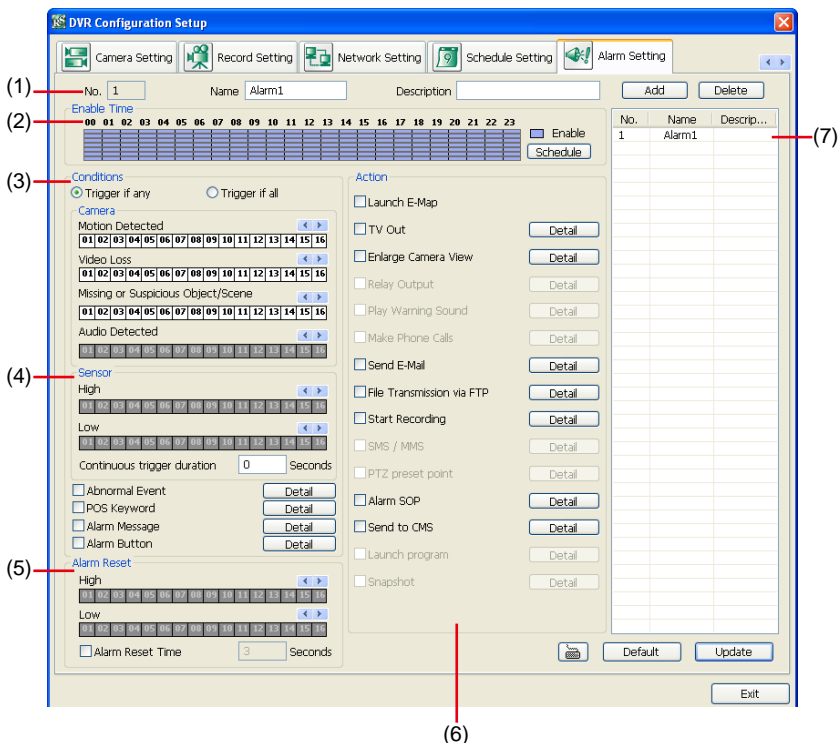 DVR Configuration Setup
Camera Setting Record Setting Network Setting 9 Schedule Setting Alarm Setting
(1) No. 1 Name Alarm1 Description Add Delete
Enable Time
(2) 00 01 02 03 04 05 06 07 08 09 10 11 12 13 14 15 16 17 18 19 20 21 22 23
Enable
Schedule
No. Name Descrip...
1 Alarm1
(7)
(3) Conditions
Trigger if any Trigger if all
Camera
Motion Detected
01 02 03 04 05 06 07 08 09 10 11 12 13 14 15 16
Video Loss
01 02 03 04 05 06 07 08 09 10 11 12 13 14 15 16
Missing or Suspicious Object/Scene
01 02 03 04 05 06 07 08 09 10 11 12 13 14 15 16
Audio Detected
01 02 03 04 05 06 07 08 09 10 11 12 13 14 15 16
(4) Sensor
High
01 02 03 04 05 06 07 08 09 10 11 12 13 14 15 16
Low
01 02 03 04 05 06 07 08 09 10 11 12 13 14 15 16
Continuous trigger duration 0 Seconds
Abnormal Event Detail
POS Keyword Detail
Alarm Message Detail
Alarm Button Detail
(5) Alarm Reset
High
01 02 03 04 05 06 07 08 09 10 11 12 13 14 15 16
Low
01 02 03 04 05 06 07 08 09 10 11 12 13 14 15 16
Alarm Reset Time 3 Seconds
Action
Launch E-Map
TV Out Detail
Enlarge Camera View Detail
Relay Output Detail
Play Warning Sound Detail
Make Phone Calls Detail
Send E-Mail Detail
File Transmission via FTP Detail
Start Recording Detail
SMS / MMS Detail
PTZ preset point Detail
Alarm SOP Detail
Send to CMS Detail
Launch program Detail
Snapshot Detail
Default Update
Exit
(6)